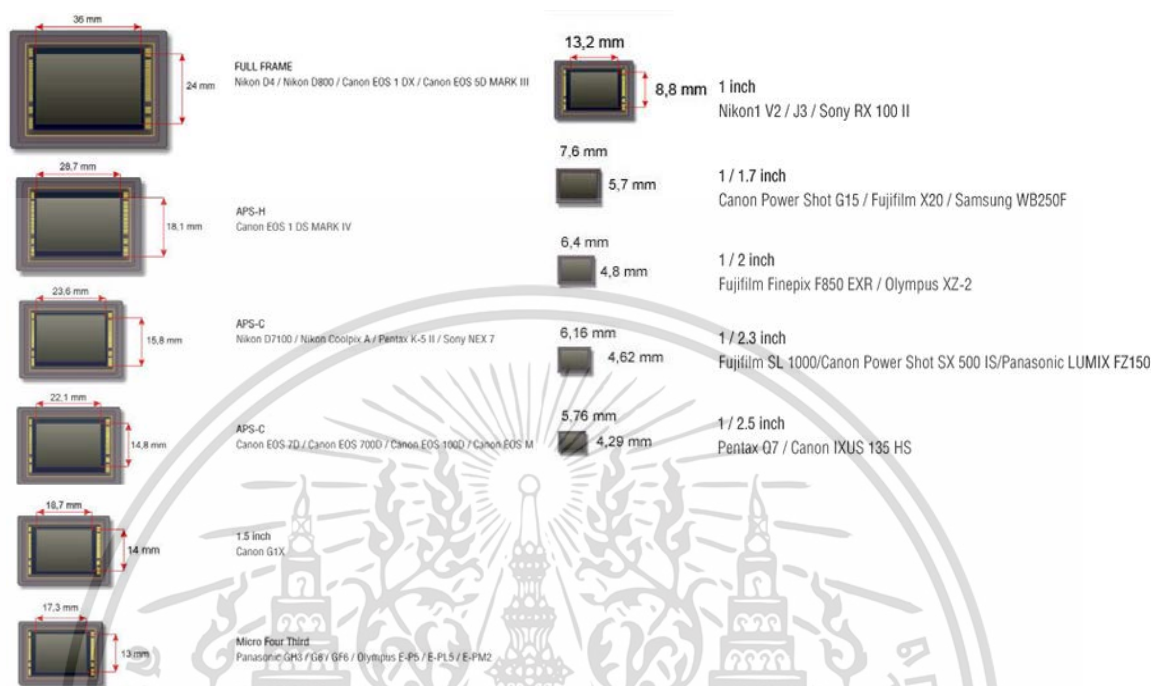 36 mm
24 mm
FULL FRAME
Nikon D4 / Nikon D800 / Canon EOS 1 DX / Canon EOS 5D MARK III
28,7 mm
18,1 mm
APS-H
Canon EOS 1 DS MARK IV
23,6 mm
15,8 mm
APS-C
Nikon D7100 / Nikon Coolpix A / Pentax K-5 II / Sony NEX 7
22,1 mm
14,8 mm
APS-C
Canon EOS 7D / Canon EOS 700D / Canon EOS 100D / Canon EOS M
18,7 mm
14 mm
1.5 inch
Canon G1X
17,3 mm
13 mm
Micro Four Third
Panasonic GH3 / G6 / GF6 / Olympus E-P5 / E-PL5 / E-PM2
13,2 mm
8,8 mm
1 inch
Nikon1 V2 / J3 / Sony RX 100 II
7,6 mm
5,7 mm
1 / 1.7 inch
Canon Power Shot G15 / Fujifilm X20 / Samsung WB250F
6,4 mm
4,8 mm
1 / 2 inch
Fujifilm Finepix F850 EXR / Olympus XZ-2
6,16 mm
4,62 mm
1 / 2.3 inch
Fujifilm SL 1000/Canon Power Shot SX 500 IS/Panasonic LUMIX FZ150
5,76 mm
4,29 mm
1 / 2.5 inch
Pentax Q7 / Canon IXUS 135 HS